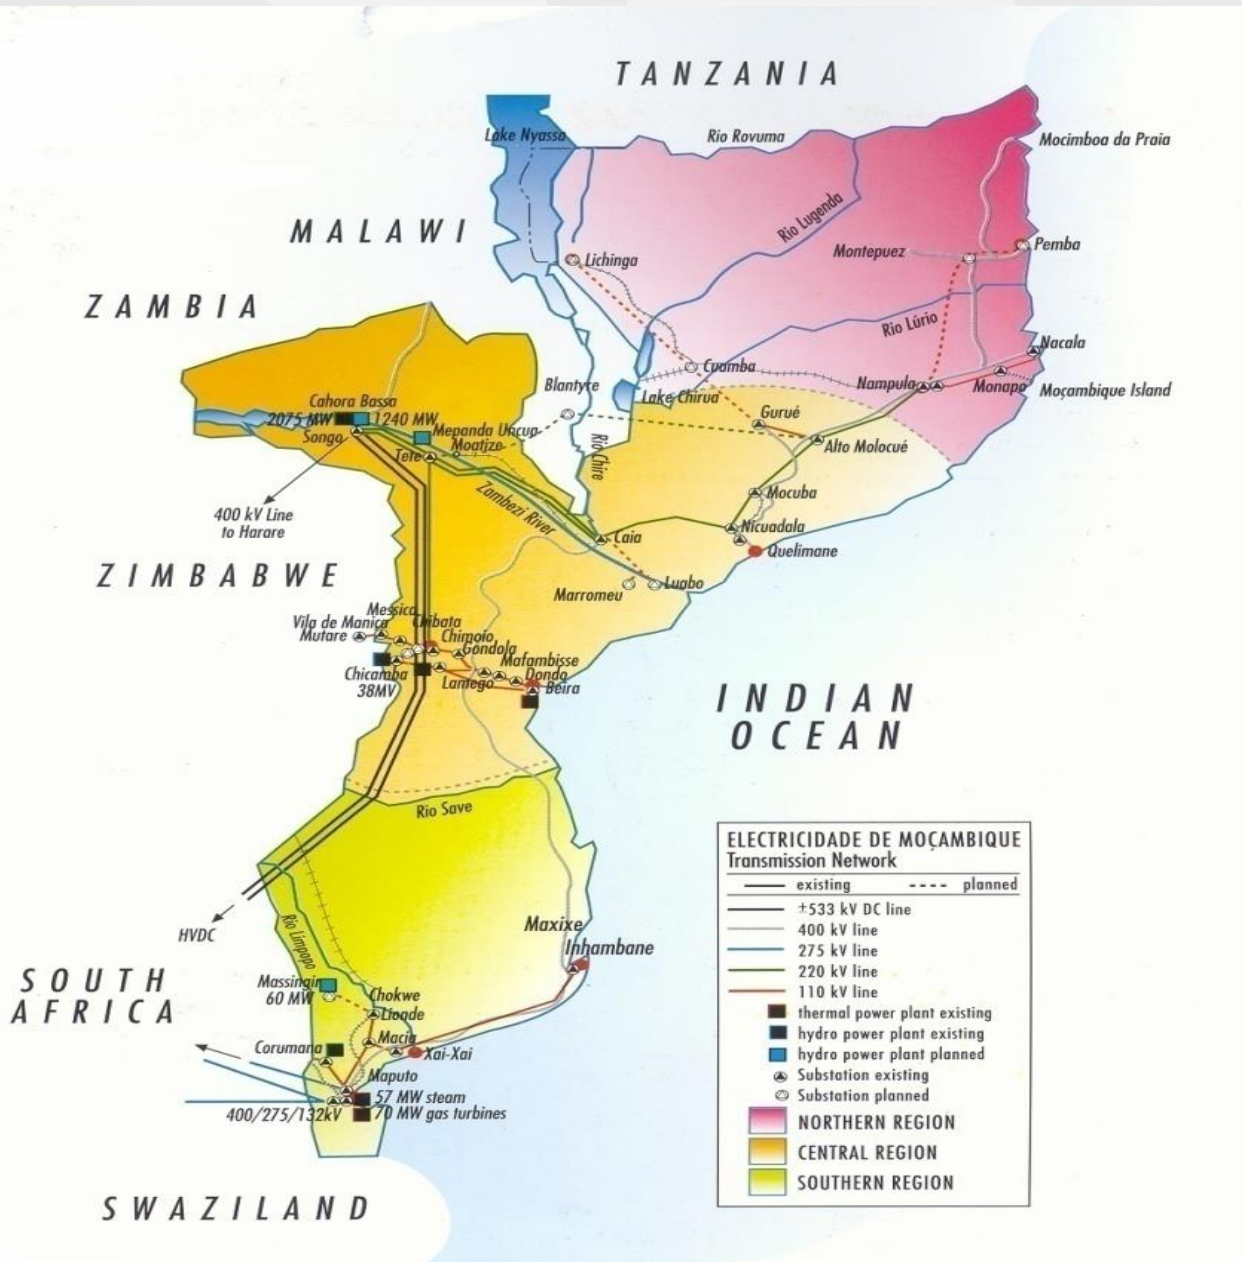 TANZANIA
Lake Nyassa
Rio Rovuma
Mocimboa da Praia
MALAWI
Rio Lugenda
Montepuez
Pemba
Lichinga
ZAMBIA
Rio Lúrio
Nacala
Cuamba
Blantyre
Lake Chirua
Nampula
Monapo
Moçambique Island
Cahora Bassa
2075 MW
1240 MW
Gurué
Songo
Mepanda Uncua
Moatize
Tete
Rio Chire
Alto Molocué
400 kV Line
to Harare
Zambezi River
Mocuba
Caia
Nicuadala
Quelimane
ZIMBABWE
Marromeu
Luabo
Messica
Vila de Manica
Mutare
Chibata
Chimoio
Gondola
Mafambisse
Dondo
Chicamba
38MV
Lamego
Beira
INDIAN
OCEAN
Rio Save
HVDC
Rio Limpopo
Maxixe
Inhambane
SOUTH
AFRICA
Massingir
60 MW
Chokwe
Lionde
Macia
Corumana
Xai-Xai
Maputo
57 MW steam
400/275/132kV
70 MW gas turbines
SWAZILAND
ELECTRICIDADE DE MOÇAMBIQUE
Transmission Network
existing
planned
±533 kV DC line
400 kV line
275 kV line
220 kV line
110 kV line
thermal power plant existing
hydro power plant existing
hydro power plant planned
Substation existing
Substation planned
NORTHERN REGION
CENTRAL REGION
SOUTHERN REGION